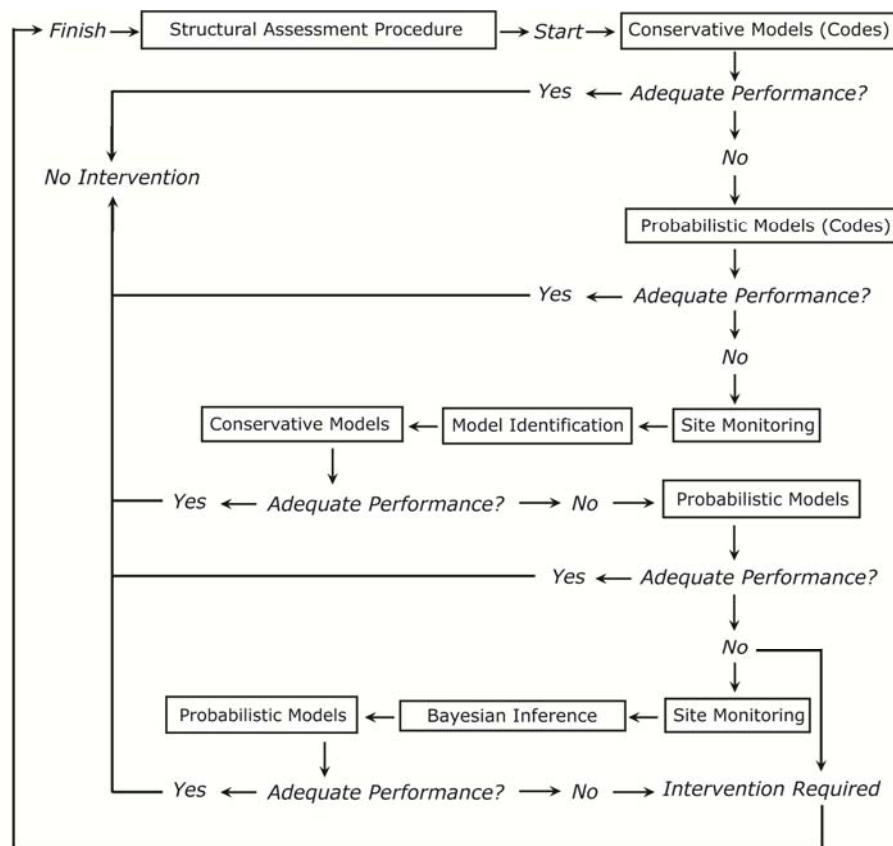 Finish
Structural Assessment Procedure
Start
Conservative Models (Codes)
Yes
Adequate Performance?
No
No Intervention
Probabilistic Models (Codes)
Yes
Adequate Performance?
No
Conservative Models
Model Identification
Site Monitoring
Yes
Adequate Performance?
No
Probabilistic Models
Yes
Adequate Performance?
No
Probabilistic Models
Bayesian Inference
Site Monitoring
Yes
Adequate Performance?
No
Intervention Required